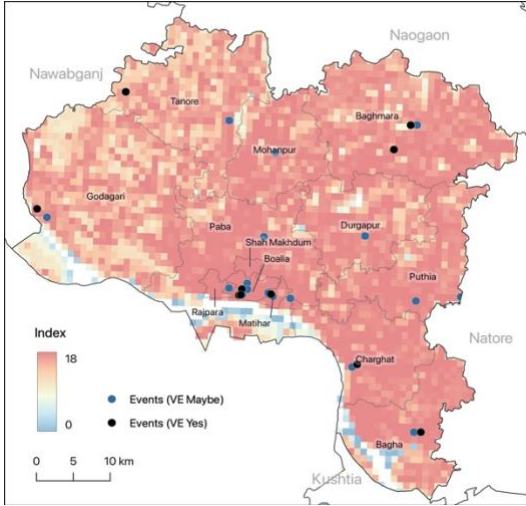 Naogaon
Nawabganj
Tanore
Baghmara
Mohanpur
Godagari
Paba
Durgapur
Shah Makhdum
Boalia
Puthia
Rajpara
Matihar
Natore
Index
18
0
Charghat
Events (VE Maybe)
Events (VE Yes)
Bagha
0 5 10 km
Kushtia